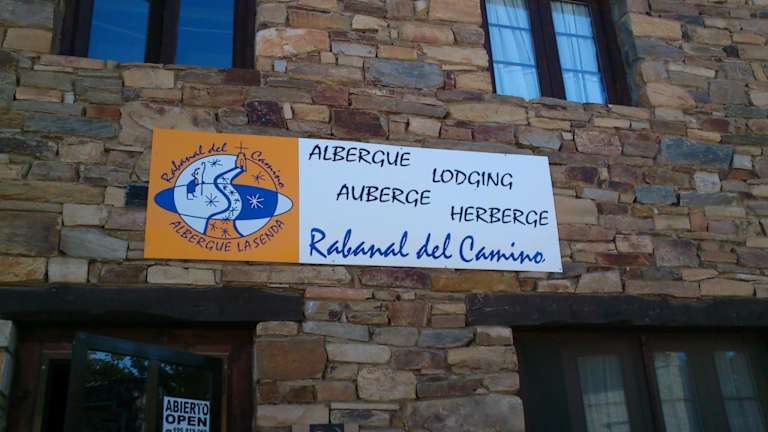 Rabanal del Camino
ALBERGUE LA SENDA
ALBERGUE
LODGING
AUBERGE
HERBERGE
Rabanal del Camino
ABIERTO
OPEN